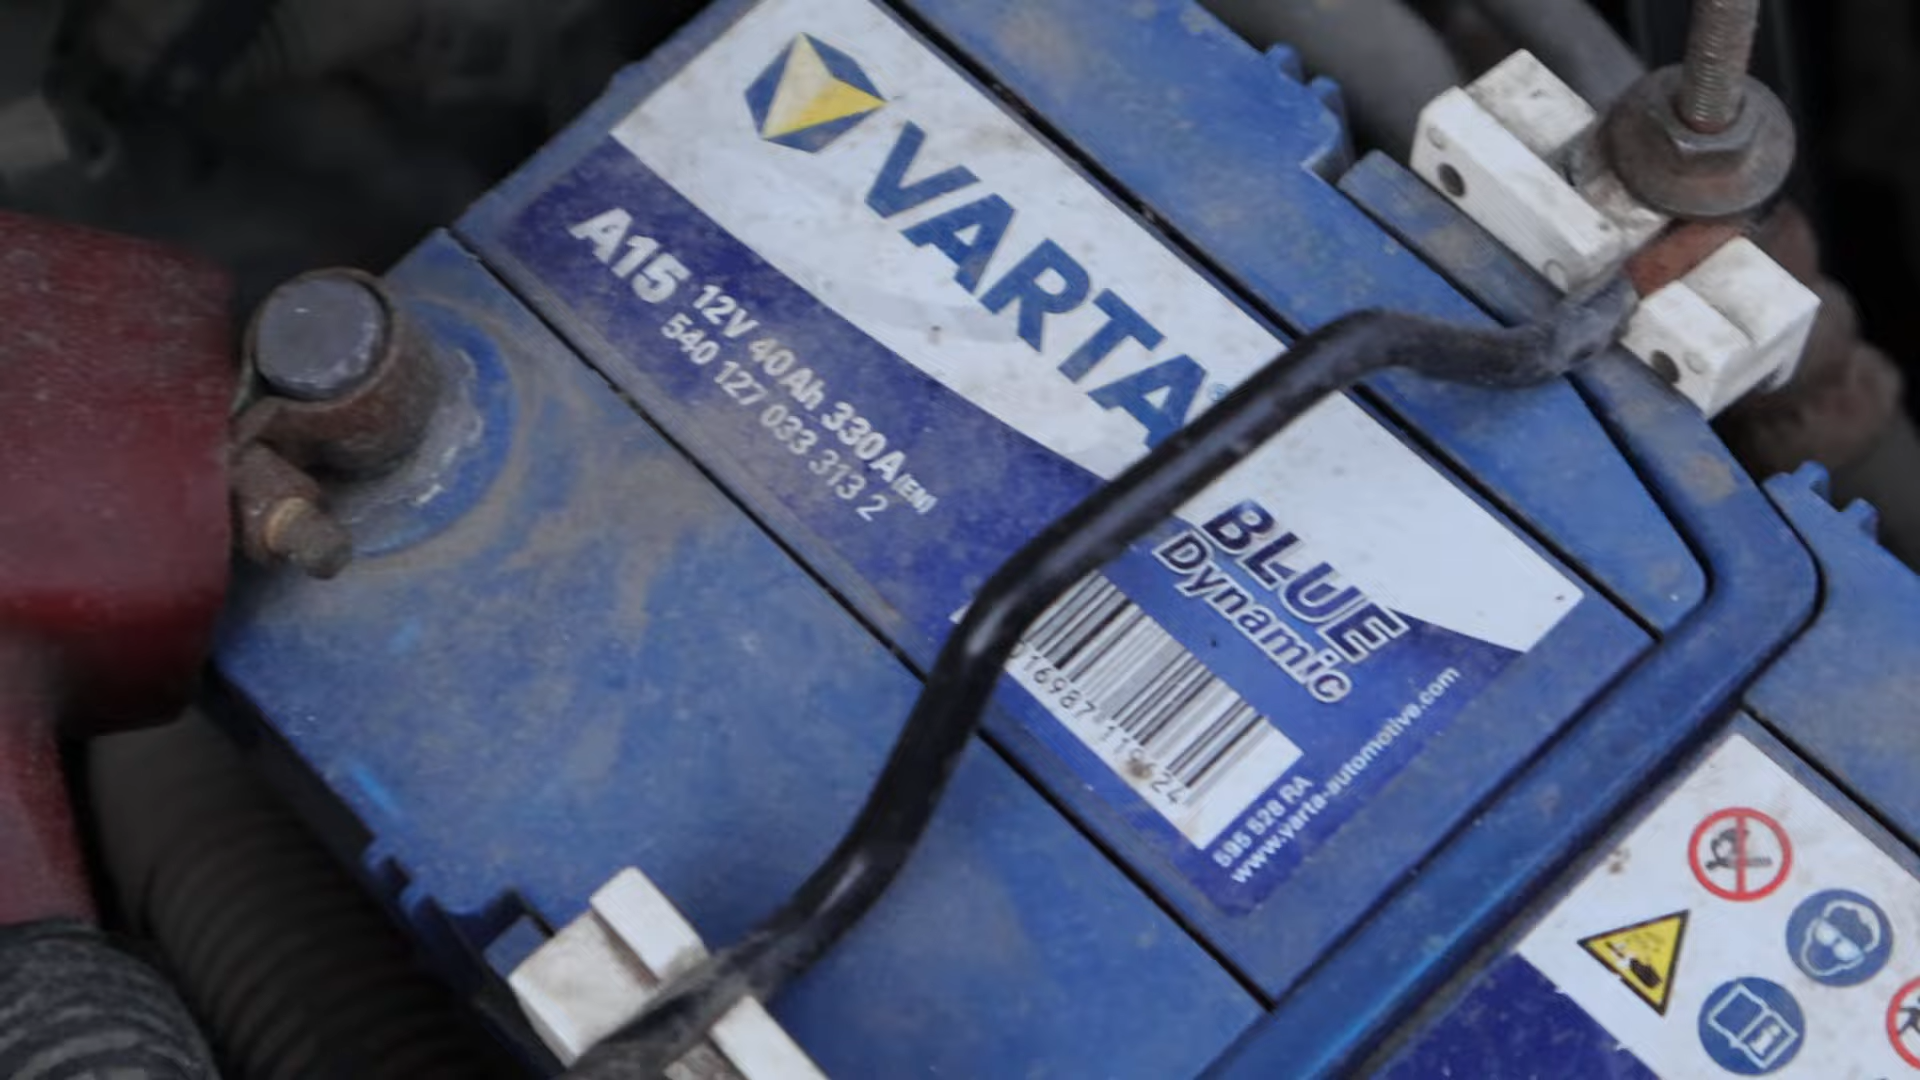 VARTA
A15 12V 40Ah 330A(EN)
540 127 033 313 2
BLUE
Dynamic
595 528 RA
www.varta-automotive.com